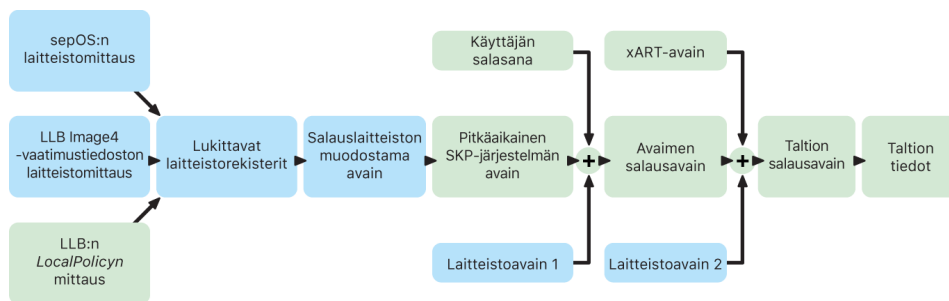 sepOS:n
laitteistomittaus
LLB Image4
-vaatimustiedoston
laitteistomittaus
LLB:n
LocalPolicyn
mittaus
Lukittavat
laitteistorekisterit
Salauslaitteiston
muodostama
avain
Käyttäjän
salasana
Pitkäaikainen
SKP-järjestelmän
avain
Laitteistoavain 1
+
xART-avain
Avaimen
salausavain
Laitteistoavain 2
+
Taltion
salausavain
Taltion
tiedot